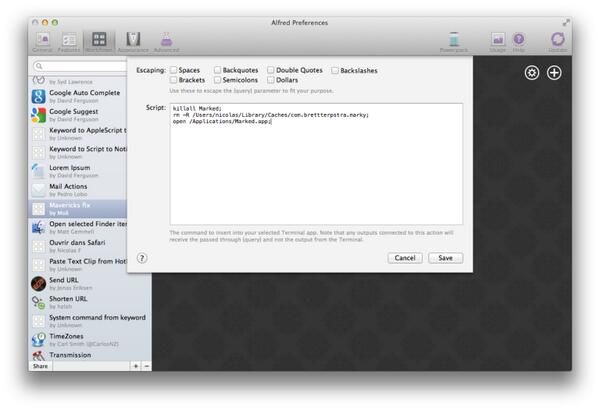 Alfred Preferences
General
Features
Workflows
Appearance
Advanced
Powerpack
Usage
Help
Update
by Syd Lawrence
Google Auto Complete
by David Ferguson
Google Suggest
by David Ferguson
Keyword to AppleScript t
by Unknown
Keyword to Script to Noti
by Unknown
Lorem Ipsum
by David Ferguson
Mail Actions
by Pedro Lobo
Mavericks fix
by Moä
Open selected Finder iter
by Matt Gemmell
Ouvrir dans Safari
by Nicolas F
Paste Text Clip from Hot
by Unknown
Send URL
by Jonas Eriksen
Shorten URL
by hzlzh
System command from keyword
by Unknown
TimeZones
by Carl Smith (@CarlosNZ)
Transmission
Share
+
−
Escaping:
Spaces
Backquotes
Double Quotes
Backslashes
Brackets
Semicolons
Dollars
Use these to escape the {query} parameter to fit your purpose.
Script:
killall Marked;
rm -R /Users/nicolas/Library/Caches/com.brettterpstra.marky;
open /Applications/Marked.app;
The command to insert into your selected Terminal app. Note that any outputs connected to this action will
receive the passed through {query} and not the output from the Terminal.
?
Cancel
Save